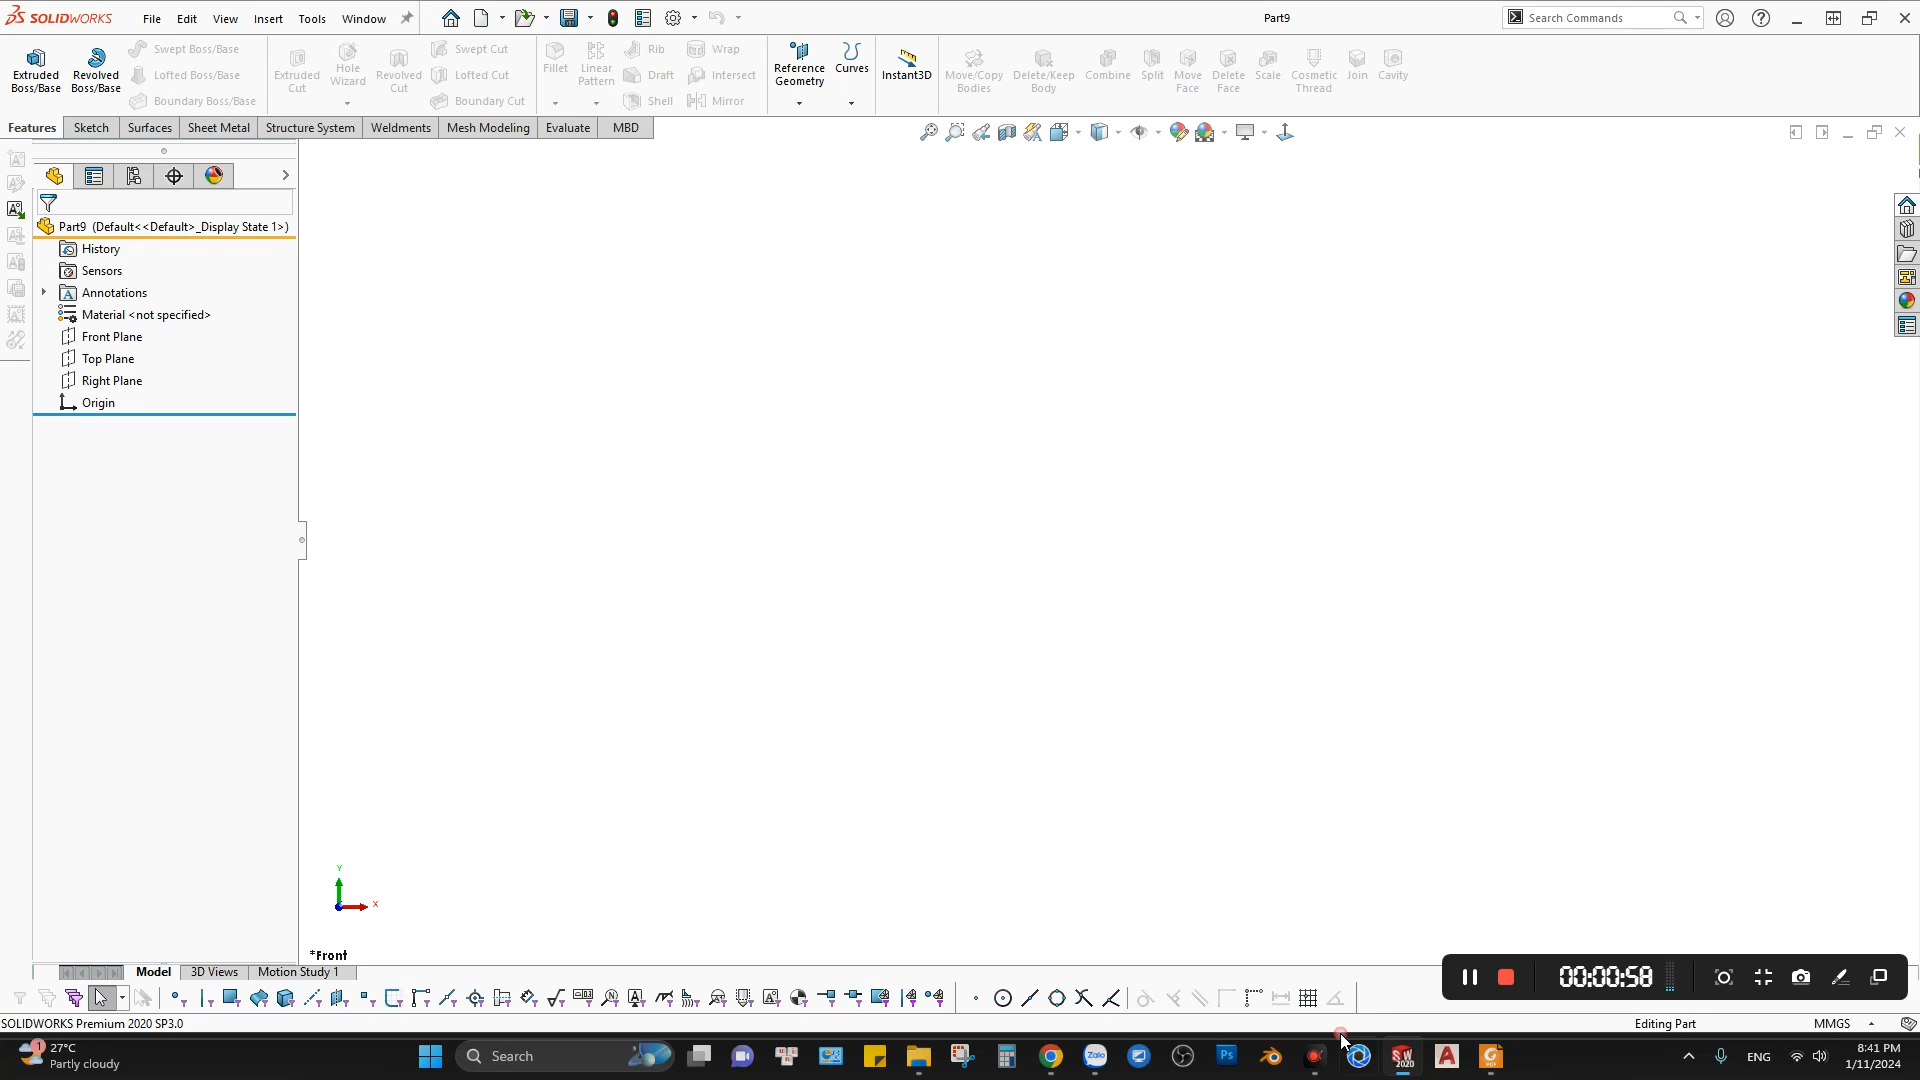 SOLIDWORKS
File Edit View Insert Tools Window
Part9
Search Commands
Extruded Boss/Base
Revolved Boss/Base
Swept Boss/Base
Lofted Boss/Base
Boundary Boss/Base
Extruded Cut
Hole Wizard
Revolved Cut
Swept Cut
Lofted Cut
Boundary Cut
Fillet
Linear Pattern
Rib
Draft
Shell
Wrap
Intersect
Mirror
Reference Geometry
Curves
Instant3D
Move/Copy Bodies
Delete/Keep Body
Combine
Split
Move Face
Delete Face
Scale
Cosmetic Thread
Join
Cavity
Features Sketch Surfaces Sheet Metal Structure System Weldments Mesh Modeling Evaluate MBD
Part9 (Default<<Default>_Display State 1>)
History
Sensors
Annotations
Material <not specified>
Front Plane
Top Plane
Right Plane
Origin
Y
X
*Front
Model 3D Views Motion Study 1
00:00:58
SOLIDWORKS Premium 2020 SP3.0
Editing Part
MMGS
1
27°C
Partly cloudy
Search
Zalo
Ps
SW
2020
A
PDF
ENG
8:41 PM
1/11/2024